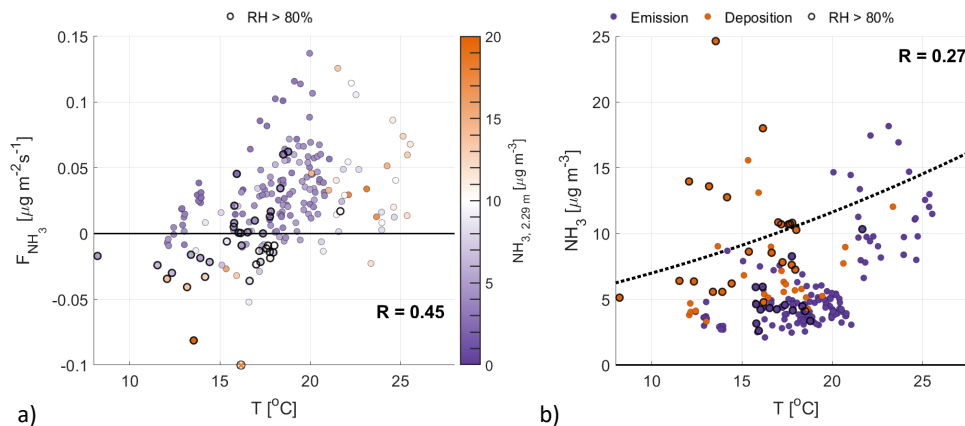 RH > 80%
0.15
0.1
0.05
0
-0.05
-0.1
F_NH₃ [µg m⁻²s⁻¹]
R = 0.45
10 15 20 25
T [°C]
a)
20
15
10
5
0
NH₃, 2.29 m [µg m⁻³]
Emission Deposition RH > 80%
25
20
15
10
5
0
NH₃ [µg m⁻³]
R = 0.27
10 15 20 25
T [°C]
b)